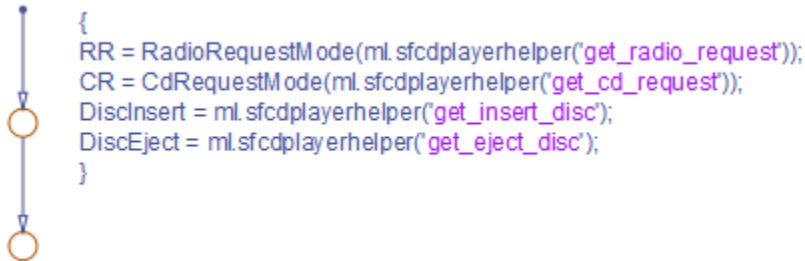 {
RR = RadioRequestMode(ml.sfcdplayerhelper('get_radio_request'));
CR = CdRequestMode(ml.sfcdplayerhelper('get_cd_request'));
DiscInsert = ml.sfcdplayerhelper('get_insert_disc');
DiscEject = ml.sfcdplayerhelper('get_eject_disc');
}